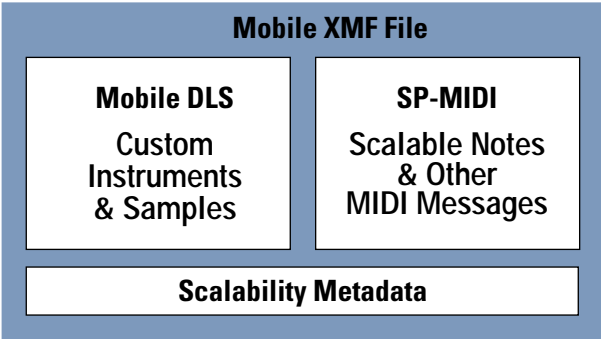 Mobile XMF File
Mobile DLS
Custom
Instruments
& Samples
SP-MIDI
Scalable Notes
& Other
MIDI Messages
Scalability Metadata